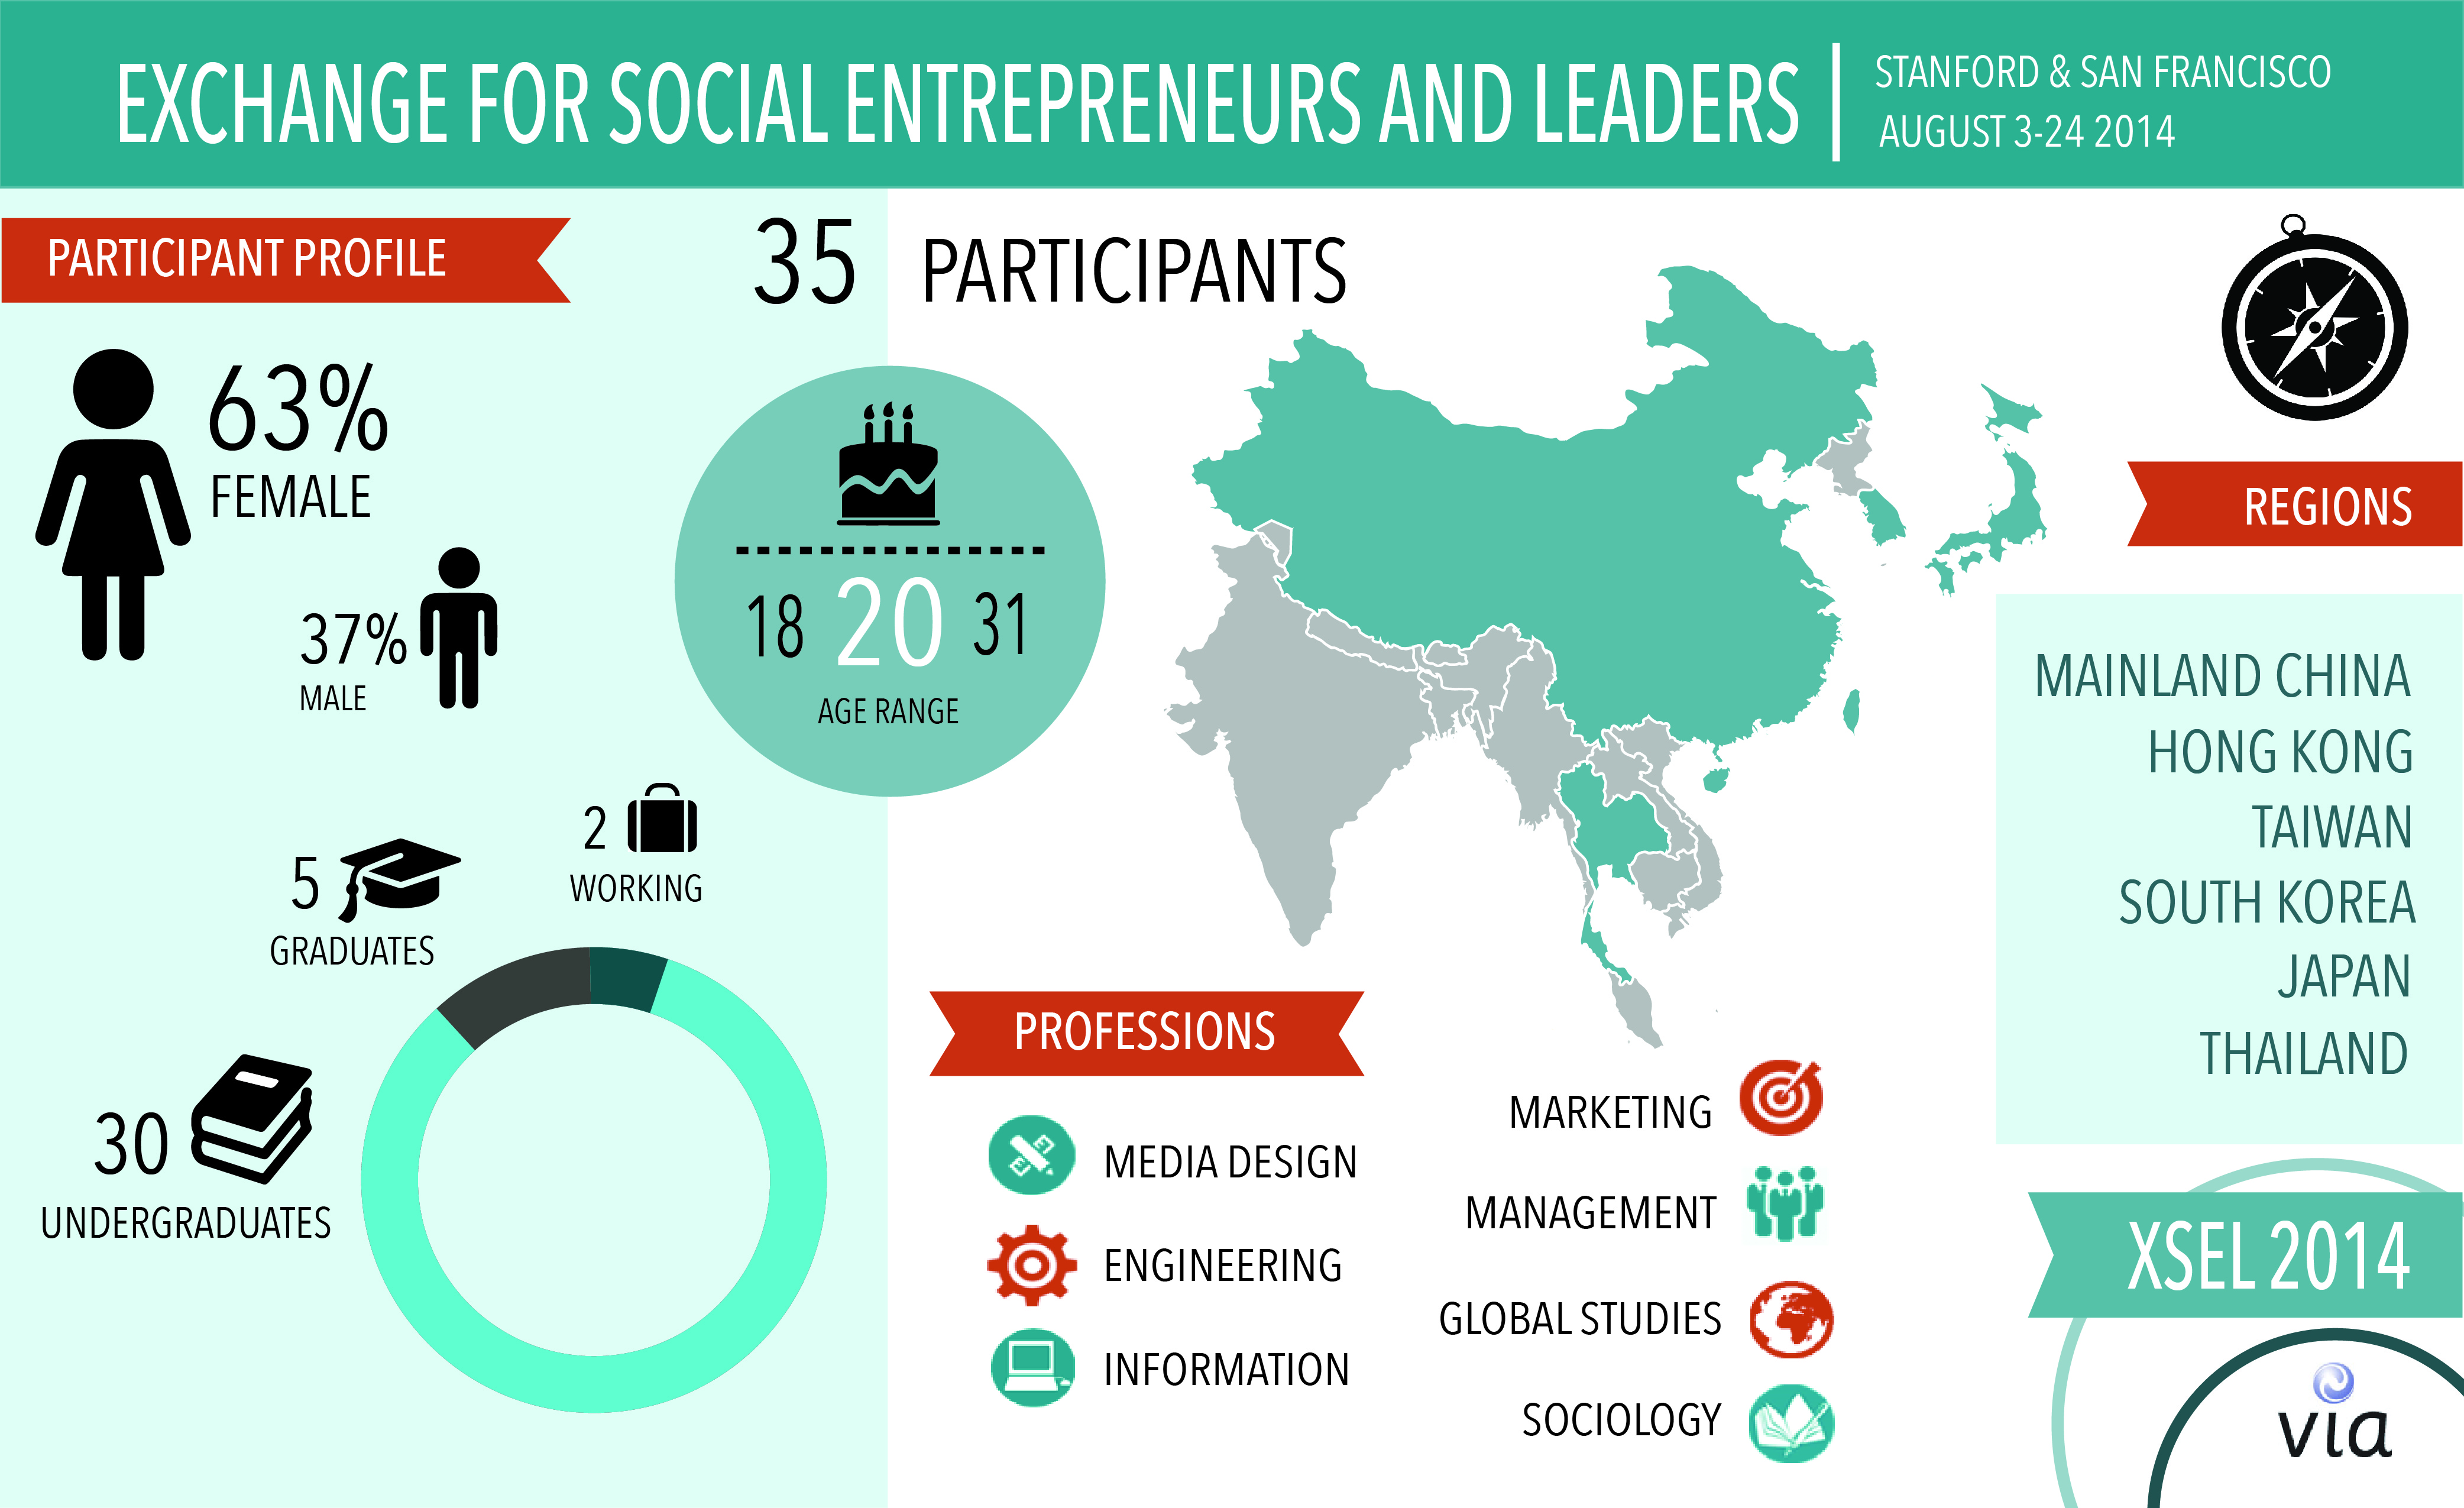 EXCHANGE FOR SOCIAL ENTREPRENEURS AND LEADERS
STANFORD & SAN FRANCISCO
AUGUST 3-24 2014
PARTICIPANT PROFILE
35 PARTICIPANTS
63%
FEMALE
37%
MALE
18 20 31
AGE RANGE
2
WORKING
5
GRADUATES
30
UNDERGRADUATES
REGIONS
MAINLAND CHINA
HONG KONG
TAIWAN
SOUTH KOREA
JAPAN
THAILAND
PROFESSIONS
MEDIA DESIGN
ENGINEERING
INFORMATION
MARKETING
MANAGEMENT
GLOBAL STUDIES
SOCIOLOGY
XSEL 2014
via